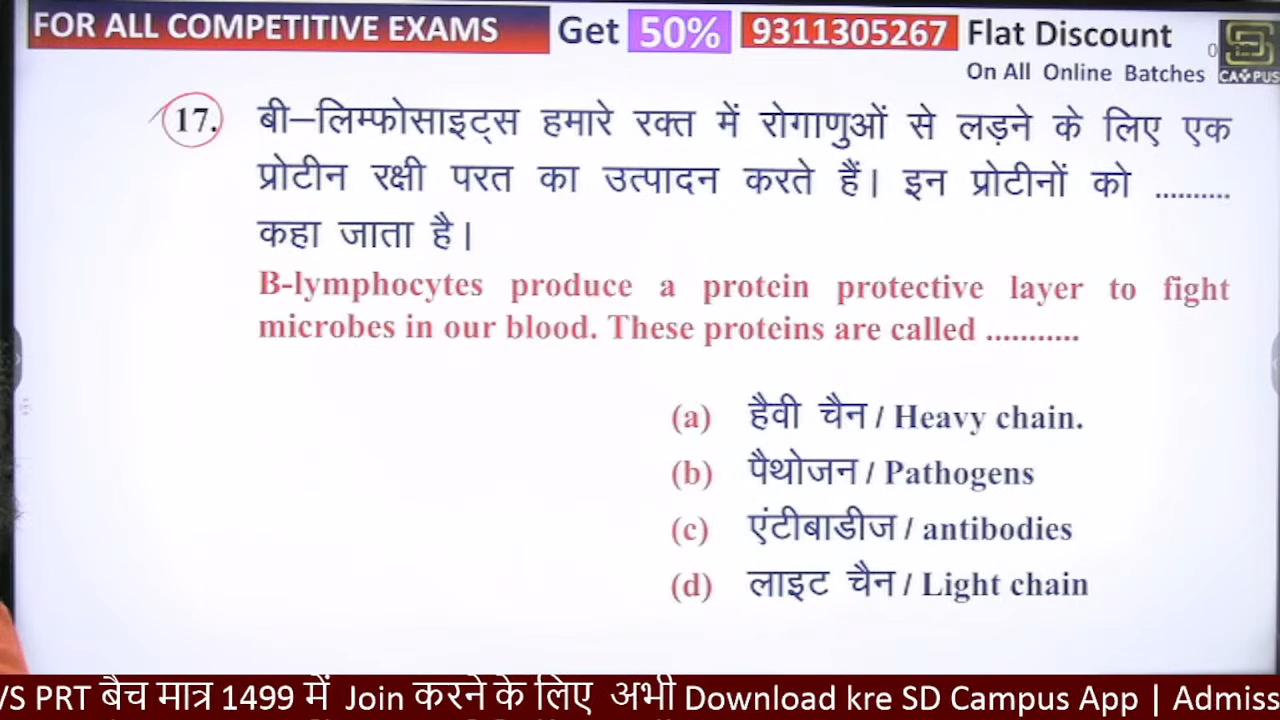 FOR ALL COMPETITIVE EXAMS Get 50% 9311305267 Flat Discount
On All Online Batches
CAMPUS
17. बी–लिम्फोसाइट्स हमारे रक्त में रोगाणुओं से लड़ने के लिए एक
प्रोटीन रक्षी परत का उत्पादन करते हैं। इन प्रोटीनों को ..........
कहा जाता है।
B-lymphocytes produce a protein protective layer to fight
microbes in our blood. These proteins are called ...........
(a) हैवी चैन / Heavy chain.
(b) पैथोजन / Pathogens
(c) एंटीबाडीज / antibodies
(d) लाइट चैन / Light chain
VS PRT बैच मात्र 1499 में Join करने के लिए अभी Download kre SD Campus App | Admiss